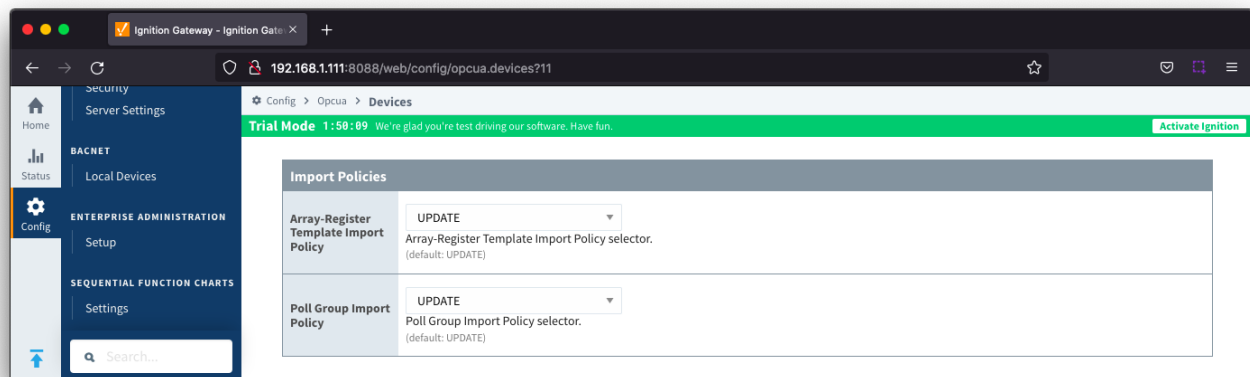 Ignition Gateway - Ignition Gate
192.168.1.111:8088/web/config/opcua.devices?11
Home
Status
Config
Security
Server Settings
BACNET
Local Devices
ENTERPRISE ADMINISTRATION
Setup
SEQUENTIAL FUNCTION CHARTS
Settings
Search...
Config > Opcua > Devices
Trial Mode 1:50:09 We're glad you're test driving our software. Have fun.
Activate Ignition
Import Policies
Array-Register
Template Import
Policy
UPDATE
Array-Register Template Import Policy selector.
(default: UPDATE)
Poll Group Import
Policy
UPDATE
Poll Group Import Policy selector.
(default: UPDATE)